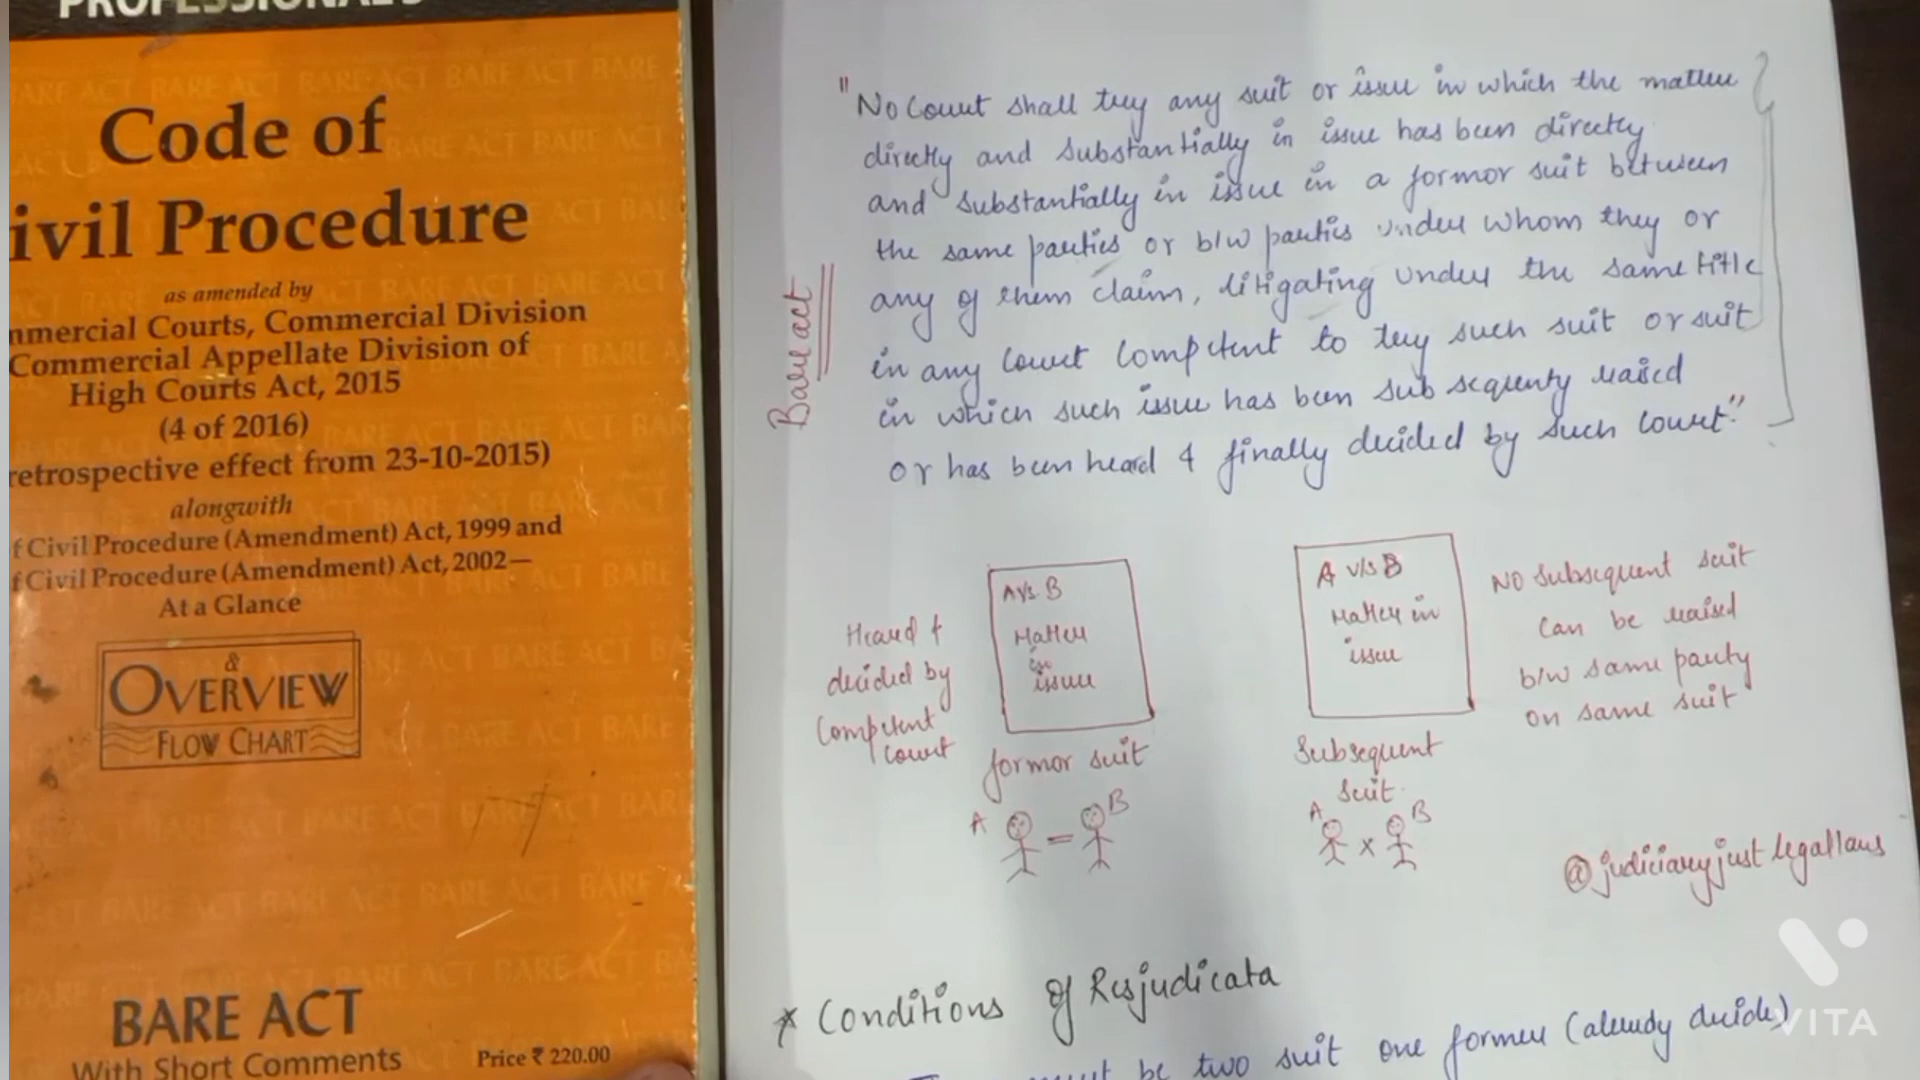 PROFESSIONAL'S
Code of
ivil Procedure
as amended by
mmercial Courts, Commercial Division
Commercial Appellate Division of
High Courts Act, 2015
(4 of 2016)
retrospective effect from 23-10-2015)
alongwith
f Civil Procedure (Amendment) Act, 1999 and
f Civil Procedure (Amendment) Act, 2002—
At a Glance
&
OVERVIEW
FLOW CHART
BARE ACT
With Short Comments
Price ₹ 220.00
"No Court shall try any suit or issue in which the matter
directly and substantially in issue has been directly
and substantially in issue in a formor suit between
the same parties or b/w parties under whom they or
any of them claim, litigating under the same title
in any Court Competent to try such suit or suit
in which such issue has been subsequenty raised
or has been heard & finally decided by such Court."
Bare act
Heard &
decided by
Competent
Court
A v/s B
Matter
in
issue
formor suit
A
B
A v/s B
Matter in
issue
Subsequent
Suit.
A
B
NO Subsequent suit
Can be raised
b/w same party
on same suit
@judiciaryjustlegallaws
* Conditions of Resjudicata
be two suit one former (already decide)
VITA